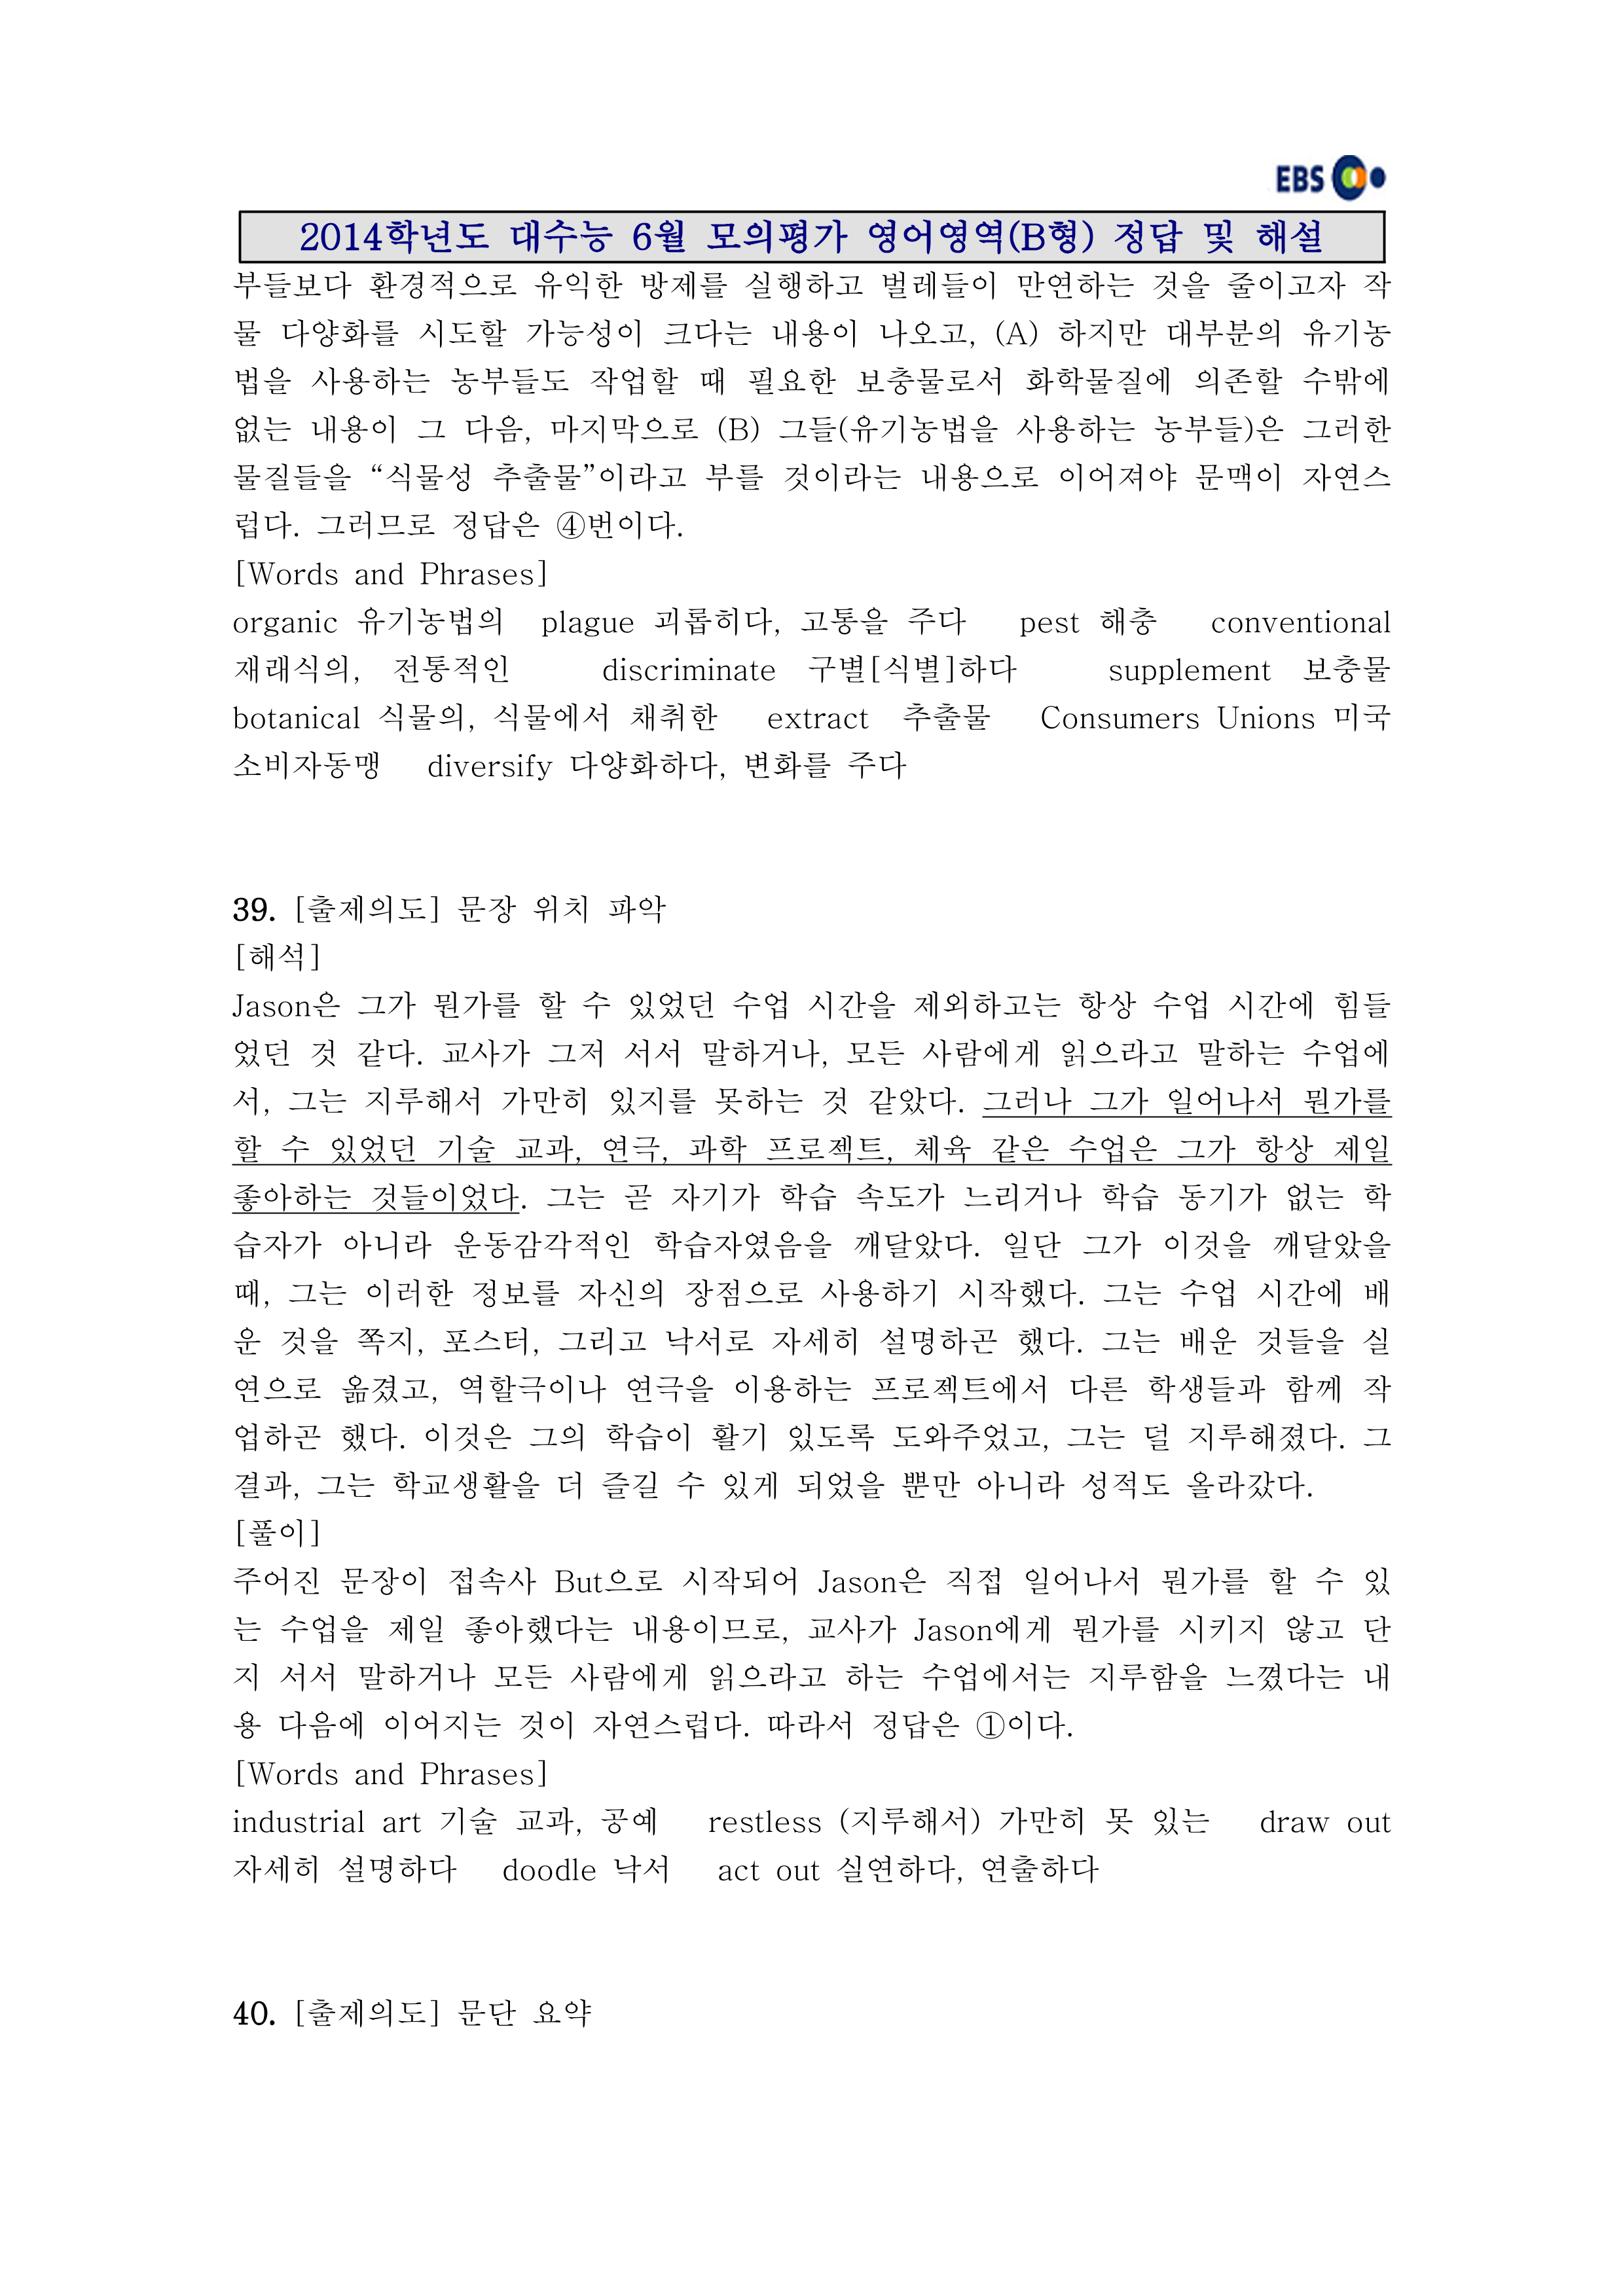 EBS
2014학년도 대수능 6월 모의평가 영어영역(B형) 정답 및 해설
부들보다 환경적으로 유익한 방제를 실행하고 벌레들이 만연하는 것을 줄이고자 작
물 다양화를 시도할 가능성이 크다는 내용이 나오고, (A) 하지만 대부분의 유기농
법을 사용하는 농부들도 작업할 때 필요한 보충물로서 화학물질에 의존할 수밖에
없는 내용이 그 다음, 마지막으로 (B) 그들(유기농법을 사용하는 농부들)은 그러한
물질들을 “식물성 추출물”이라고 부를 것이라는 내용으로 이어져야 문맥이 자연스
럽다. 그러므로 정답은 ④번이다.
[Words and Phrases]
organic 유기농법의 plague 괴롭히다, 고통을 주다 pest 해충 conventional
재래식의, 전통적인 discriminate 구별[식별]하다 supplement 보충물
botanical 식물의, 식물에서 채취한 extract 추출물 Consumers Unions 미국
소비자동맹 diversify 다양화하다, 변화를 주다
39. [출제의도] 문장 위치 파악
[해석]
Jason은 그가 뭔가를 할 수 있었던 수업 시간을 제외하고는 항상 수업 시간에 힘들
었던 것 같다. 교사가 그저 서서 말하거나, 모든 사람에게 읽으라고 말하는 수업에
서, 그는 지루해서 가만히 있지를 못하는 것 같았다. 그러나 그가 일어나서 뭔가를
할 수 있었던 기술 교과, 연극, 과학 프로젝트, 체육 같은 수업은 그가 항상 제일
좋아하는 것들이었다. 그는 곧 자기가 학습 속도가 느리거나 학습 동기가 없는 학
습자가 아니라 운동감각적인 학습자였음을 깨달았다. 일단 그가 이것을 깨달았을
때, 그는 이러한 정보를 자신의 장점으로 사용하기 시작했다. 그는 수업 시간에 배
운 것을 쪽지, 포스터, 그리고 낙서로 자세히 설명하곤 했다. 그는 배운 것들을 실
연으로 옮겼고, 역할극이나 연극을 이용하는 프로젝트에서 다른 학생들과 함께 작
업하곤 했다. 이것은 그의 학습이 활기 있도록 도와주었고, 그는 덜 지루해졌다. 그
결과, 그는 학교생활을 더 즐길 수 있게 되었을 뿐만 아니라 성적도 올라갔다.
[풀이]
주어진 문장이 접속사 But으로 시작되어 Jason은 직접 일어나서 뭔가를 할 수 있
는 수업을 제일 좋아했다는 내용이므로, 교사가 Jason에게 뭔가를 시키지 않고 단
지 서서 말하거나 모든 사람에게 읽으라고 하는 수업에서는 지루함을 느꼈다는 내
용 다음에 이어지는 것이 자연스럽다. 따라서 정답은 ①이다.
[Words and Phrases]
industrial art 기술 교과, 공예 restless (지루해서) 가만히 못 있는 draw out
자세히 설명하다 doodle 낙서 act out 실연하다, 연출하다
40. [출제의도] 문단 요약